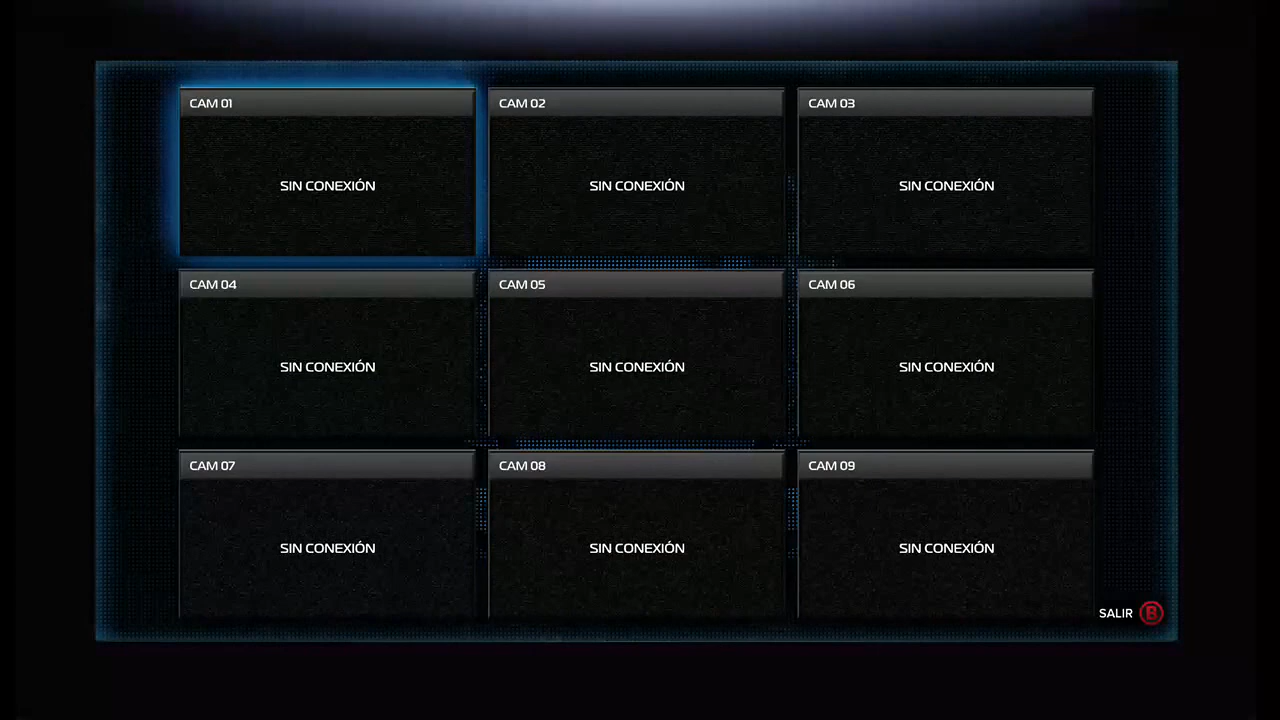 CAM 01
CAM 02
CAM 03
SIN CONEXIÓN
SIN CONEXIÓN
SIN CONEXIÓN
CAM 04
CAM 05
CAM 06
SIN CONEXIÓN
SIN CONEXIÓN
SIN CONEXIÓN
CAM 07
CAM 08
CAM 09
SIN CONEXIÓN
SIN CONEXIÓN
SIN CONEXIÓN
SALIR B